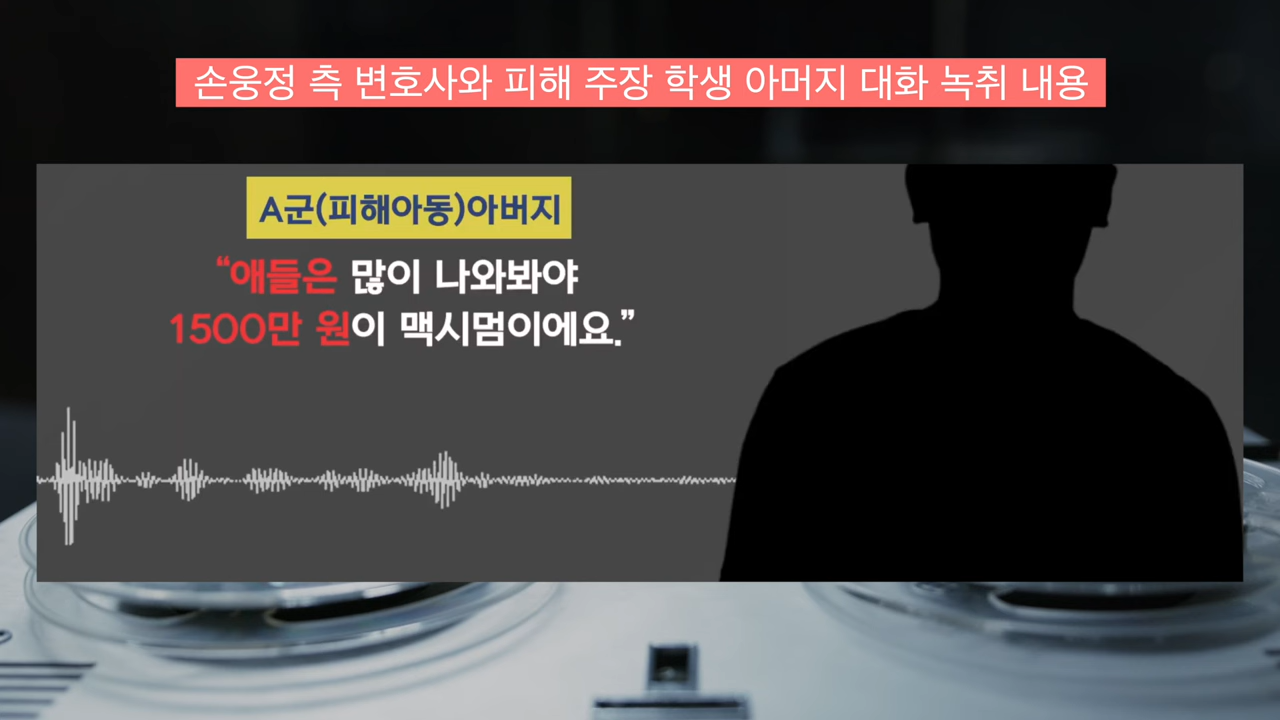 손웅정 측 변호사와 피해 주장 학생 아머지 대화 녹취 내용
A군(피해아동)아버지
“애들은 많이 나와봐야
1500만 원이 맥시멈이에요.”